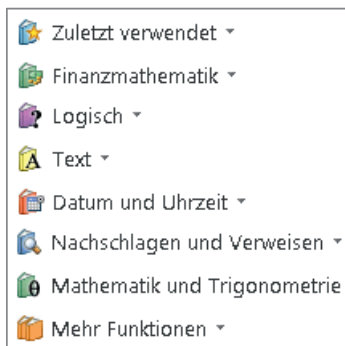 Zuletzt verwendet
Finanzmathematik
Logisch
Text
Datum und Uhrzeit
Nachschlagen und Verweisen
Mathematik und Trigonometrie
Mehr Funktionen